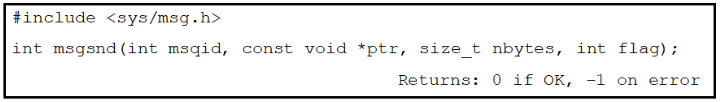 #include <sys/msg.h>
int msgsnd(int msqid, const void *ptr, size_t nbytes, int flag);
Returns: 0 if OK, -1 on error